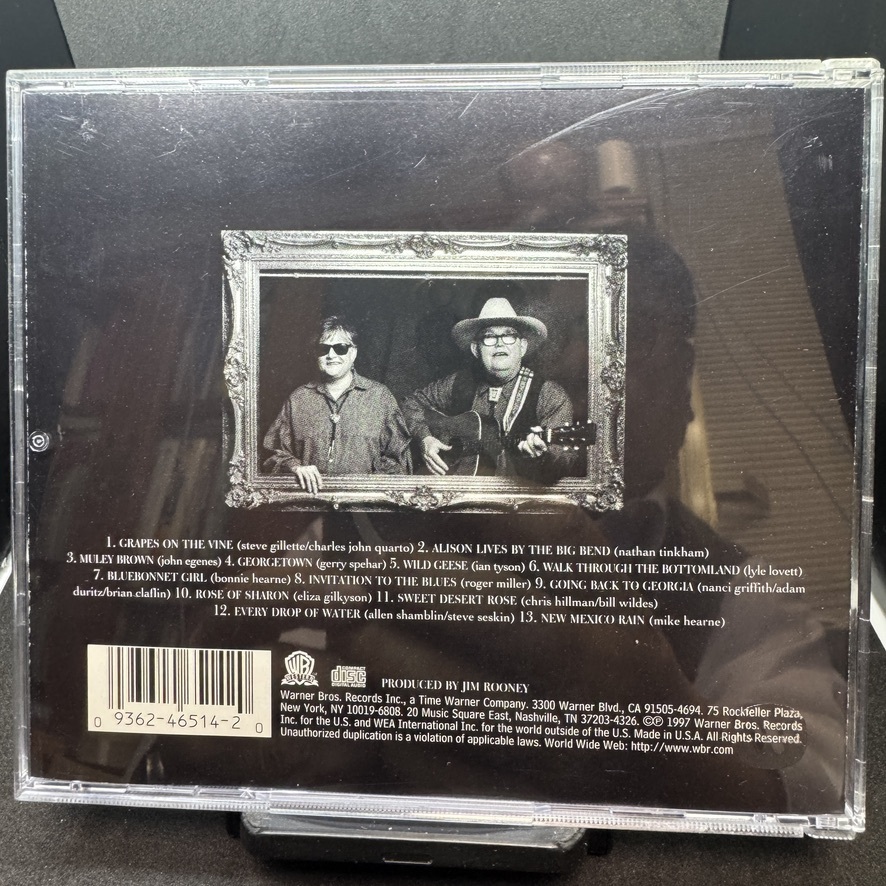 1. GRAPES ON THE VINE (steve gillette/charles john quarto) 2. ALISON LIVES BY THE BIG BEND (nathan tinkham)
3. MULEY BROWN (john egenes) 4. GEORGETOWN (gerry spehar) 5. WILD GEESE (ian tyson) 6. WALK THROUGH THE BOTTOMLAND (lyle lovett)
7. BLUEBONNET GIRL (bonnie hearne) 8. INVITATION TO THE BLUES (roger miller) 9. GOING BACK TO GEORGIA (nanci griffith/adam
duritz/brian claflin) 10. ROSE OF SHARON (eliza gilkyson) 11. SWEET DESERT ROSE (chris hillman/bill wildes)
12. EVERY DROP OF WATER (allen shamblin/steve seskin) 13. NEW MEXICO RAIN (mike hearne)
WB
COMPACT
disc
DIGITAL AUDIO
PRODUCED BY JIM ROONEY
Warner Bros. Records Inc., a Time Warner Company. 3300 Warner Blvd., CA 91505-4694. 75 Rockfeller Plaza,
New York, NY 10019-6808. 20 Music Square East, Nashville, TN 37203-4326. ©℗ 1997 Warner Bros. Records
Inc. for the U.S. and WEA International Inc. for the world outside of the U.S. Made in U.S.A. All Rights Reserved.
Unauthorized duplication is a violation of applicable laws. World Wide Web: http://www.wbr.com
0 9362-46514-2 0